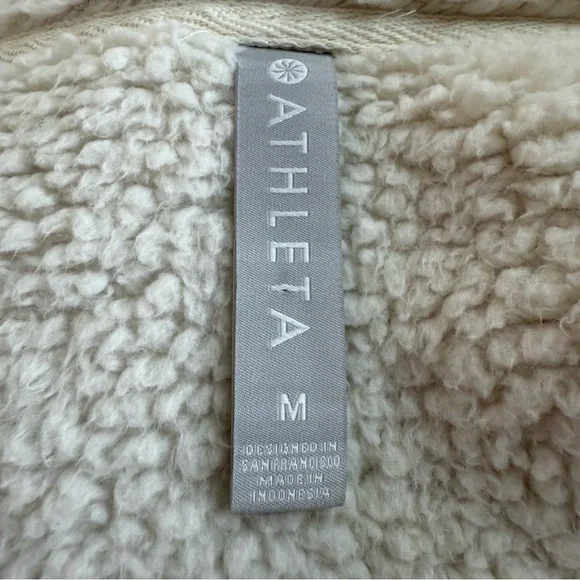 ATHLETA
M
DESIGNED IN
SAN FRANCISCO
MADE IN
INDONESIA